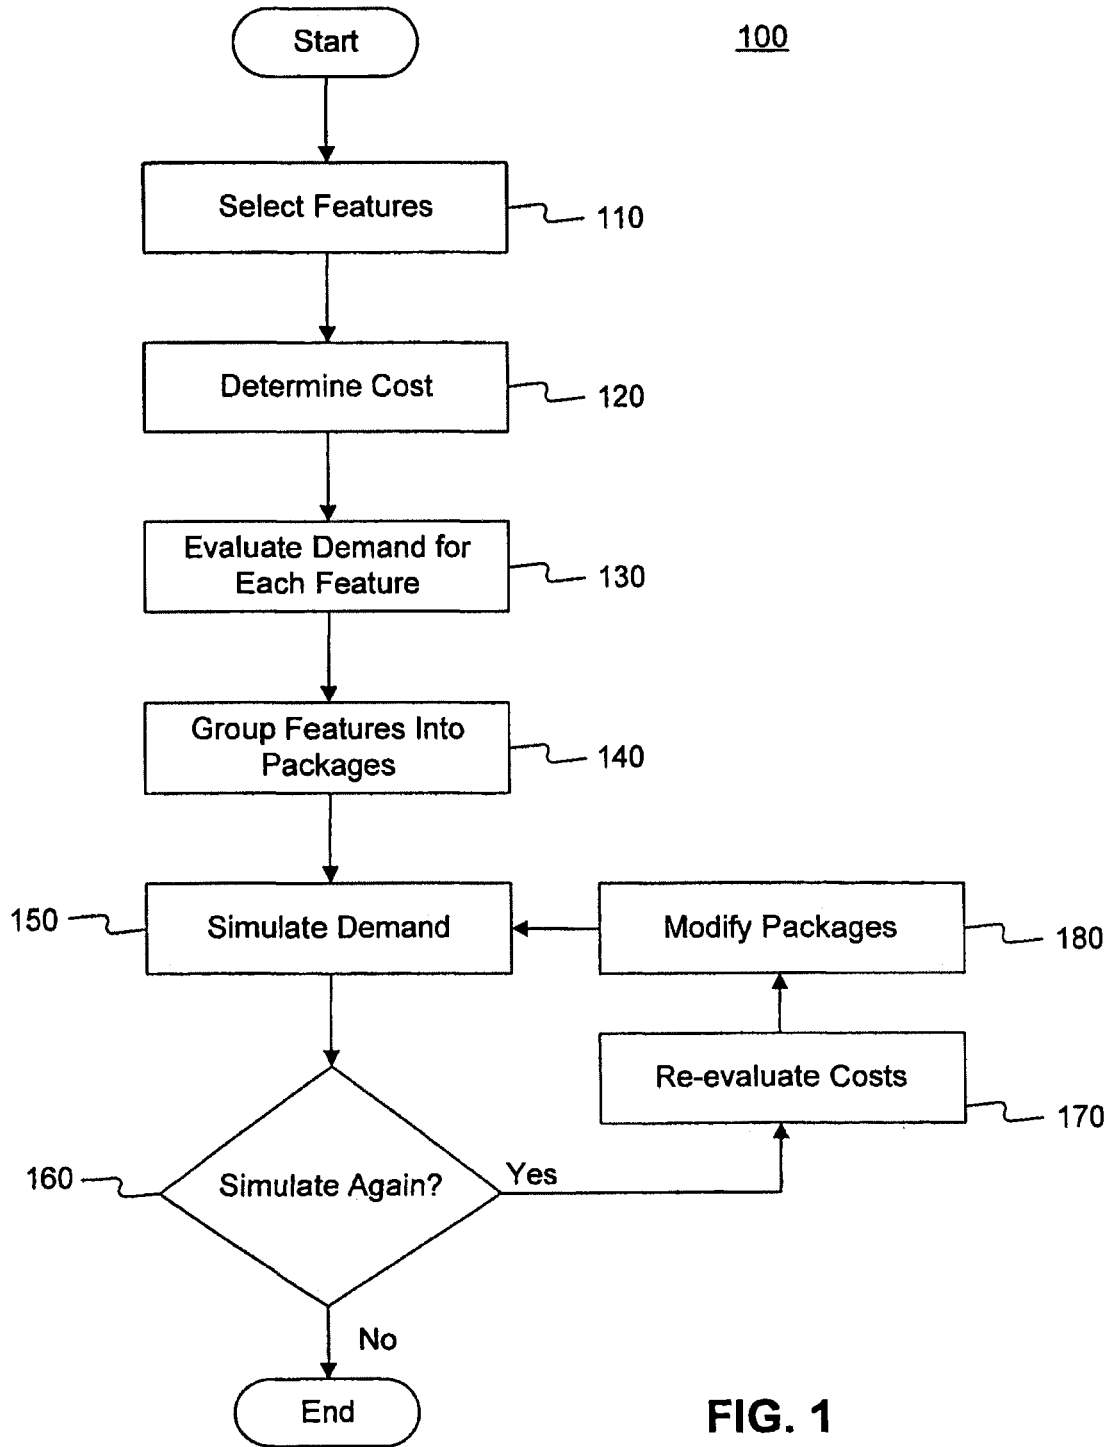 Start
100
Select Features
110
Determine Cost
120
Evaluate Demand for
Each Feature
130
Group Features Into
Packages
140
150
Simulate Demand
Modify Packages
180
Re-evaluate Costs
170
160
Simulate Again?
Yes
No
End
FIG. 1